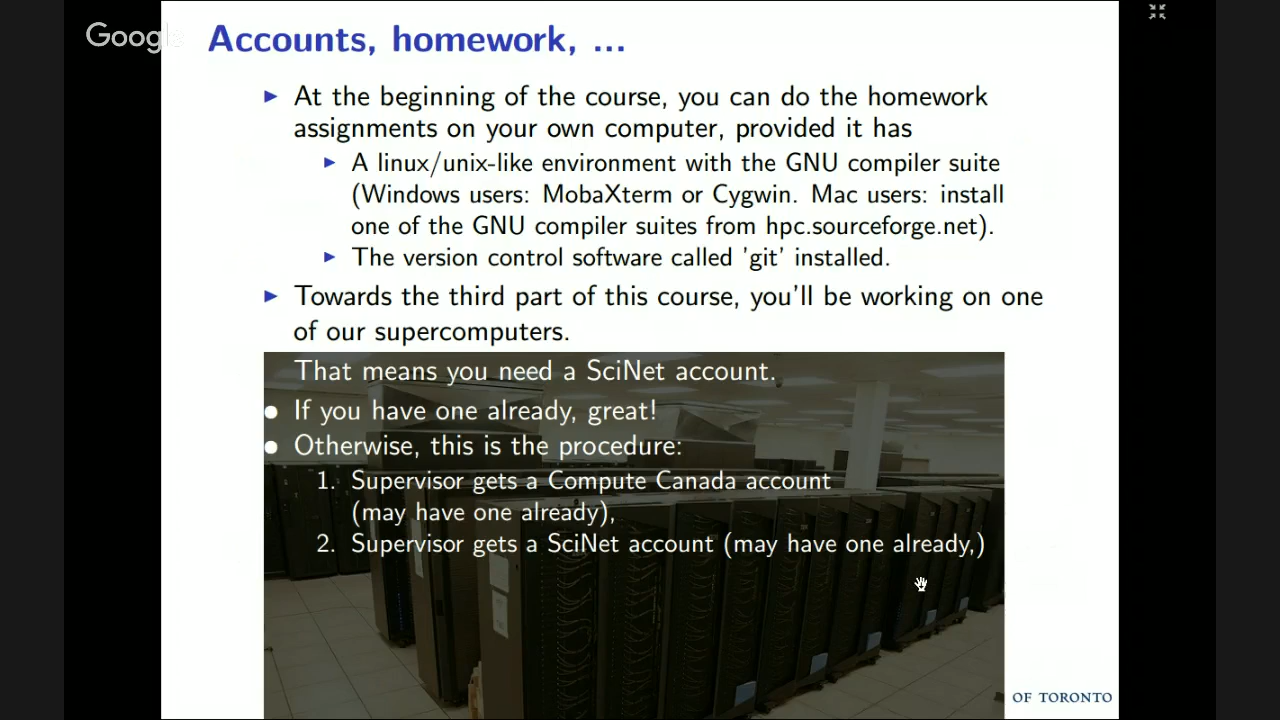 Google
Accounts, homework, ...
► At the beginning of the course, you can do the homework
assignments on your own computer, provided it has
► A linux/unix-like environment with the GNU compiler suite
(Windows users: MobaXterm or Cygwin. Mac users: install
one of the GNU compiler suites from hpc.sourceforge.net).
► The version control software called 'git' installed.
► Towards the third part of this course, you'll be working on one
of our supercomputers.
That means you need a SciNet account.
● If you have one already, great!
● Otherwise, this is the procedure:
1. Supervisor gets a Compute Canada account
(may have one already),
2. Supervisor gets a SciNet account (may have one already,)
OF TORONTO